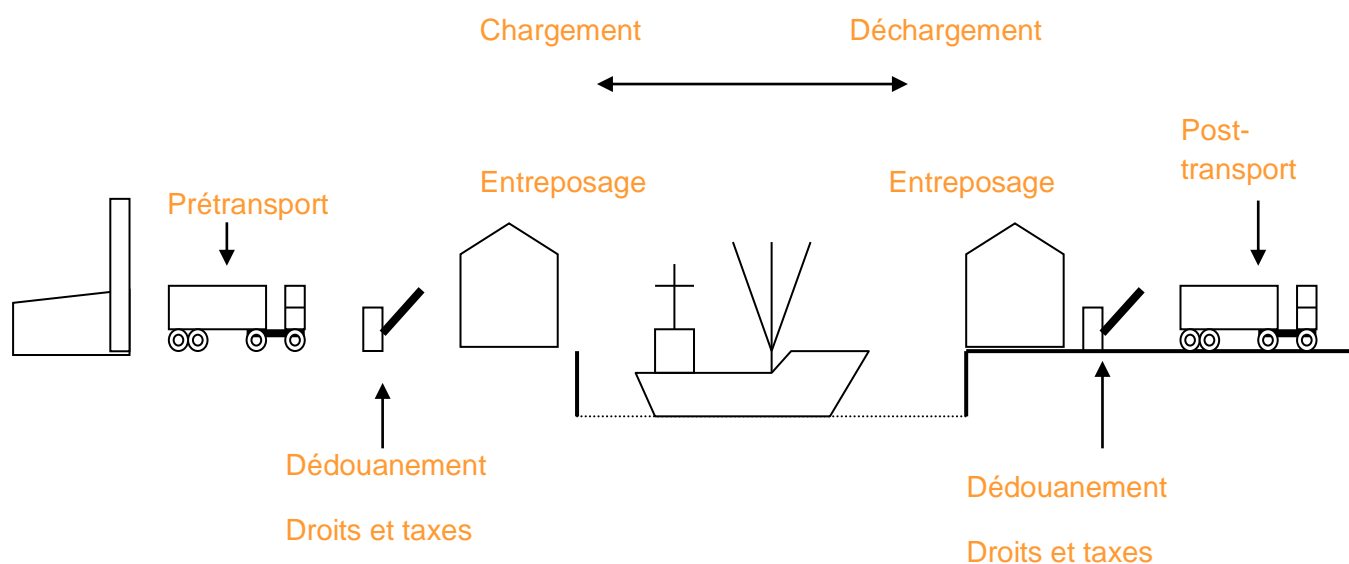 Chargement
Déchargement
Post-
transport
Entreposage
Entreposage
Prétransport
Dédouanement
Droits et taxes
Dédouanement
Droits et taxes